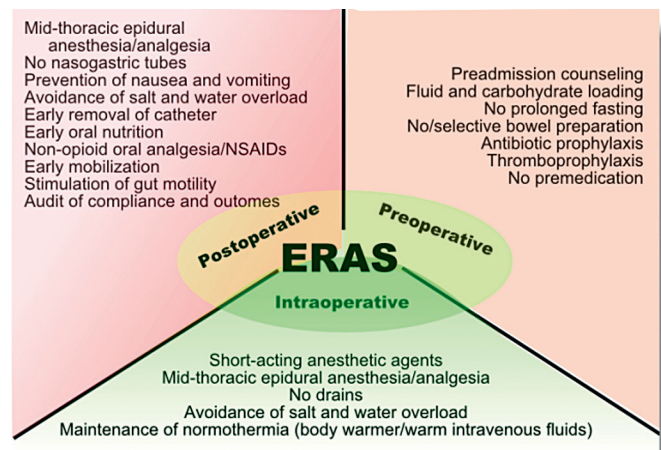 Mid-thoracic epidural
anesthesia/analgesia
No nasogastric tubes
Prevention of nausea and vomiting
Avoidance of salt and water overload
Early removal of catheter
Early oral nutrition
Non-opioid oral analgesia/NSAIDs
Early mobilization
Stimulation of gut motility
Audit of compliance and outcomes
Preadmission counseling
Fluid and carbohydrate loading
No prolonged fasting
No/selective bowel preparation
Antibiotic prophylaxis
Thromboprophylaxis
No premedication
Postoperative
Preoperative
ERAS
Intraoperative
Short-acting anesthetic agents
Mid-thoracic epidural anesthesia/analgesia
No drains
Avoidance of salt and water overload
Maintenance of normothermia (body warmer/warm intravenous fluids)